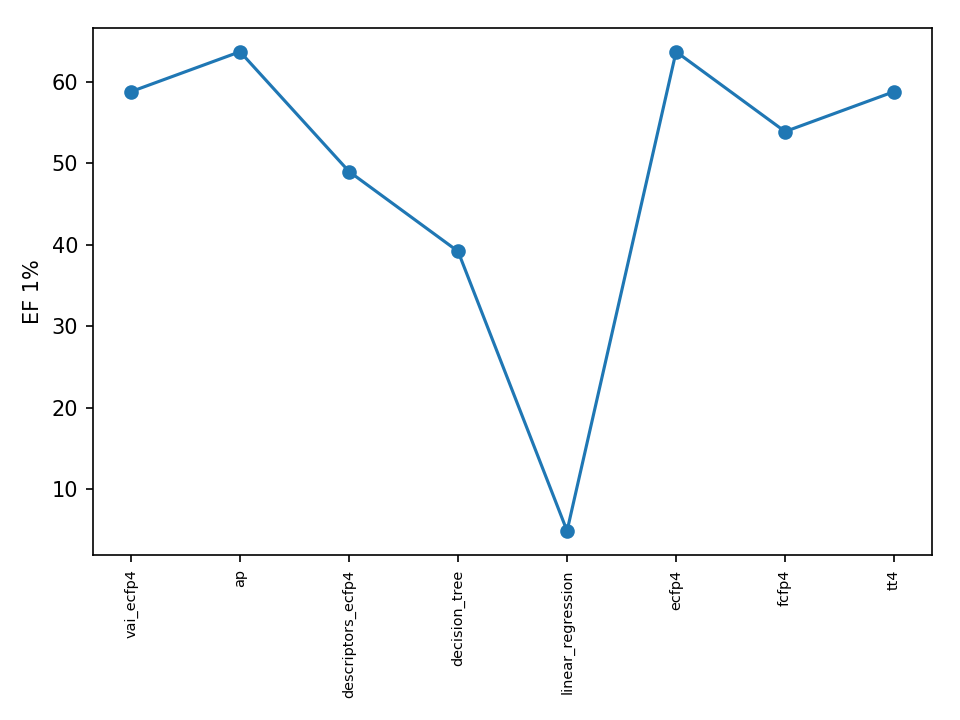 EF 1%
60
50
40
30
20
10
vai_ecfp4
ap
descriptors_ecfp4
decision_tree
linear_regression
ecfp4
fcfp4
tt4